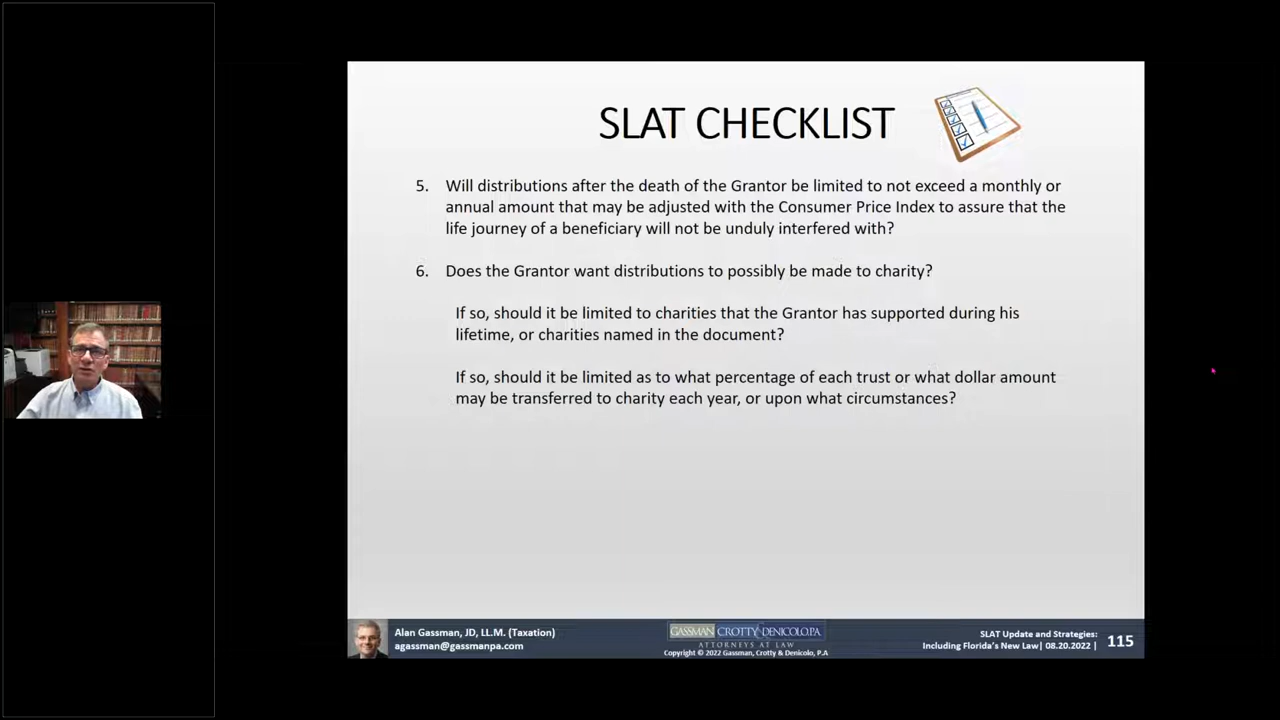 SLAT CHECKLIST
5. Will distributions after the death of the Grantor be limited to not exceed a monthly or
annual amount that may be adjusted with the Consumer Price Index to assure that the
life journey of a beneficiary will not be unduly interfered with?
6. Does the Grantor want distributions to possibly be made to charity?
If so, should it be limited to charities that the Grantor has supported during his
lifetime, or charities named in the document?
If so, should it be limited as to what percentage of each trust or what dollar amount
may be transferred to charity each year, or upon what circumstances?
Alan Gassman, JD, LL.M. (Taxation)
agassman@gassmanpa.com
GASSMAN CROTTY & DENICOLO, P.A.
ATTORNEYS AT LAW
Copyright © 2022 Gassman, Crotty & Denicolo, P.A
SLAT Update and Strategies:
Including Florida's New Law| 08.20.2022 |
115